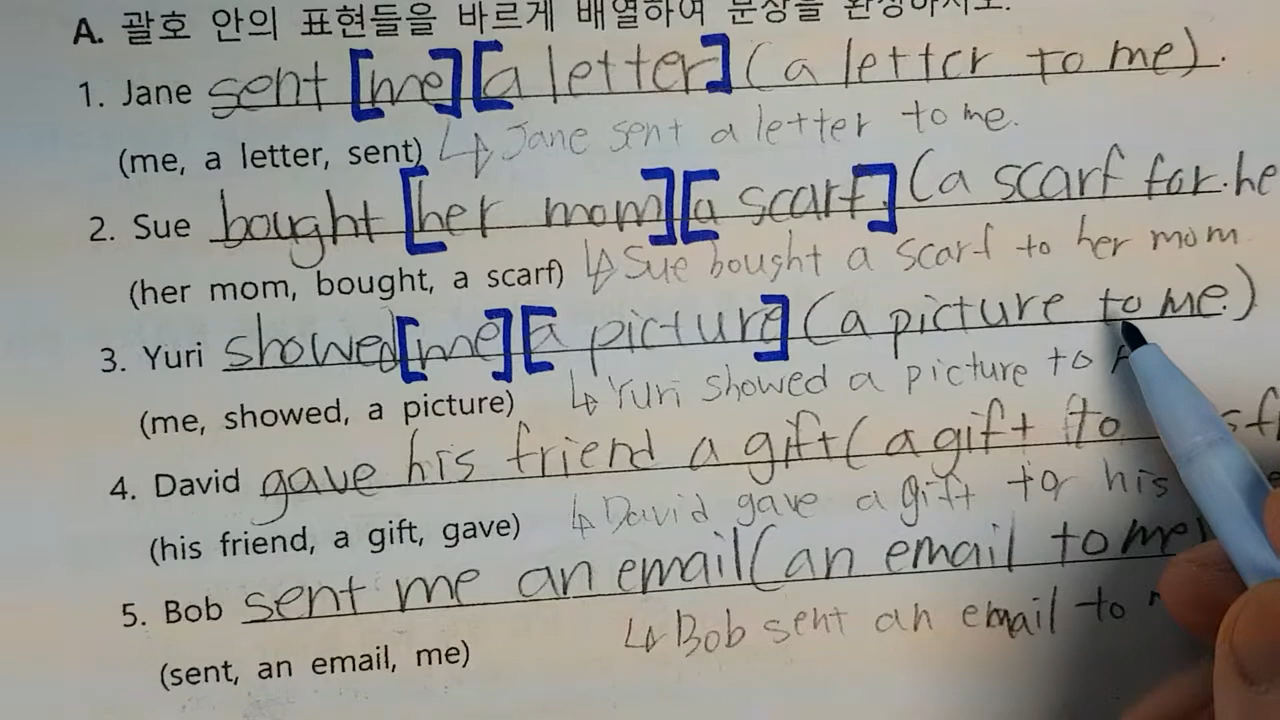 A. 괄호 안의 표현들을 바르게 배열하여 문장을 완성하시오.
1. Jane sent [me] [a letter] (a letter to me).
(me, a letter, sent) ↳ Jane sent a letter to me.
2. Sue bought [her mom] [a scarf] (a scarf for he
(her mom, bought, a scarf) ↳ Sue bought a scarf to her mom
3. Yuri showed [me] [a picture] (a picture to me.)
(me, showed, a picture) ↳ Yuri showed a picture to
4. David gave his friend a gift (a gift to
(his friend, a gift, gave) ↳ David gave a gift to his
5. Bob sent me an email (an email to me)
↳ Bob sent an email to
(sent, an email, me)